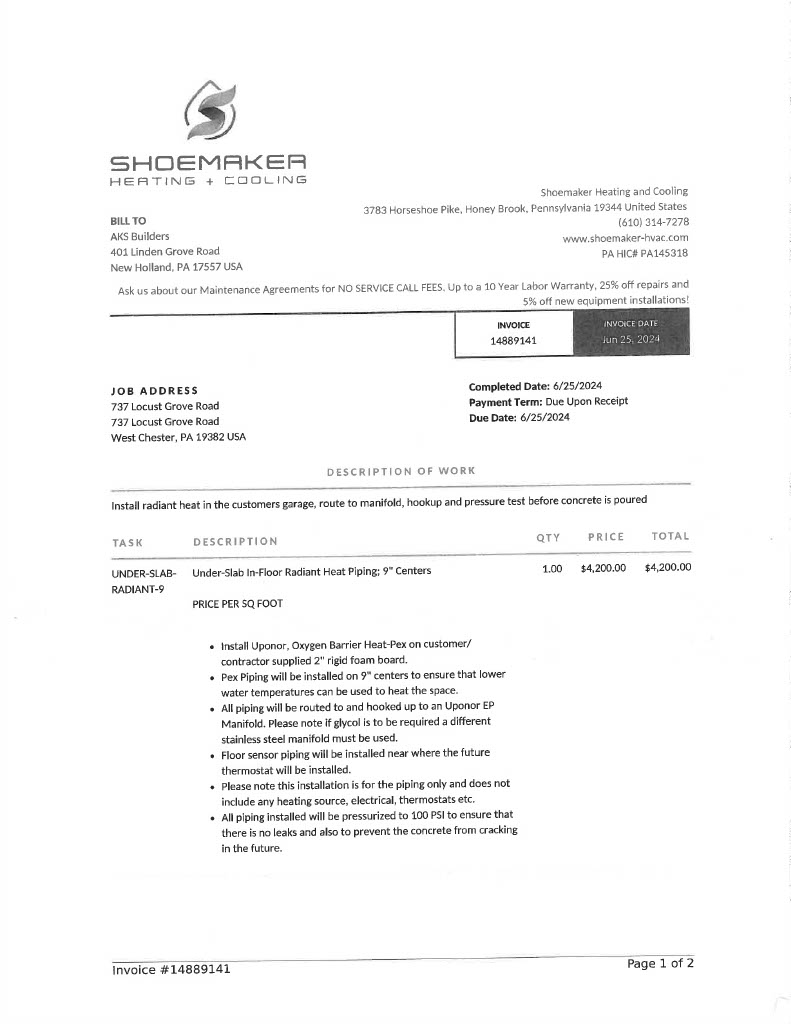 SHOEMAKER
HEATING + COOLING
Shoemaker Heating and Cooling
3783 Horseshoe Pike, Honey Brook, Pennsylvania 19344 United States
(610) 314-7278
www.shoemaker-hvac.com
PA HIC# PA145318
BILL TO
AKS Builders
401 Linden Grove Road
New Holland, PA 17557 USA
Ask us about our Maintenance Agreements for NO SERVICE CALL FEES. Up to a 10 Year Labor Warranty, 25% off repairs and
5% off new equipment installations!
INVOICE
14889141
INVOICE DATE
Jun 25, 2024
JOB ADDRESS
737 Locust Grove Road
737 Locust Grove Road
West Chester, PA 19382 USA
Completed Date: 6/25/2024
Payment Term: Due Upon Receipt
Due Date: 6/25/2024
DESCRIPTION OF WORK
Install radiant heat in the customers garage, route to manifold, hookup and pressure test before concrete is poured
TASK DESCRIPTION QTY PRICE TOTAL
UNDER-SLAB- Under-Slab In-Floor Radiant Heat Piping; 9" Centers 1.00 $4,200.00 $4,200.00
RADIANT-9
PRICE PER SQ FOOT
• Install Uponor, Oxygen Barrier Heat-Pex on customer/
contractor supplied 2" rigid foam board.
• Pex Piping will be installed on 9" centers to ensure that lower
water temperatures can be used to heat the space.
• All piping will be routed to and hooked up to an Uponor EP
Manifold. Please note if glycol is to be required a different
stainless steel manifold must be used.
• Floor sensor piping will be installed near where the future
thermostat will be installed.
• Please note this installation is for the piping only and does not
include any heating source, electrical, thermostats etc.
• All piping installed will be pressurized to 100 PSI to ensure that
there is no leaks and also to prevent the concrete from cracking
in the future.
Invoice #14889141
Page 1 of 2